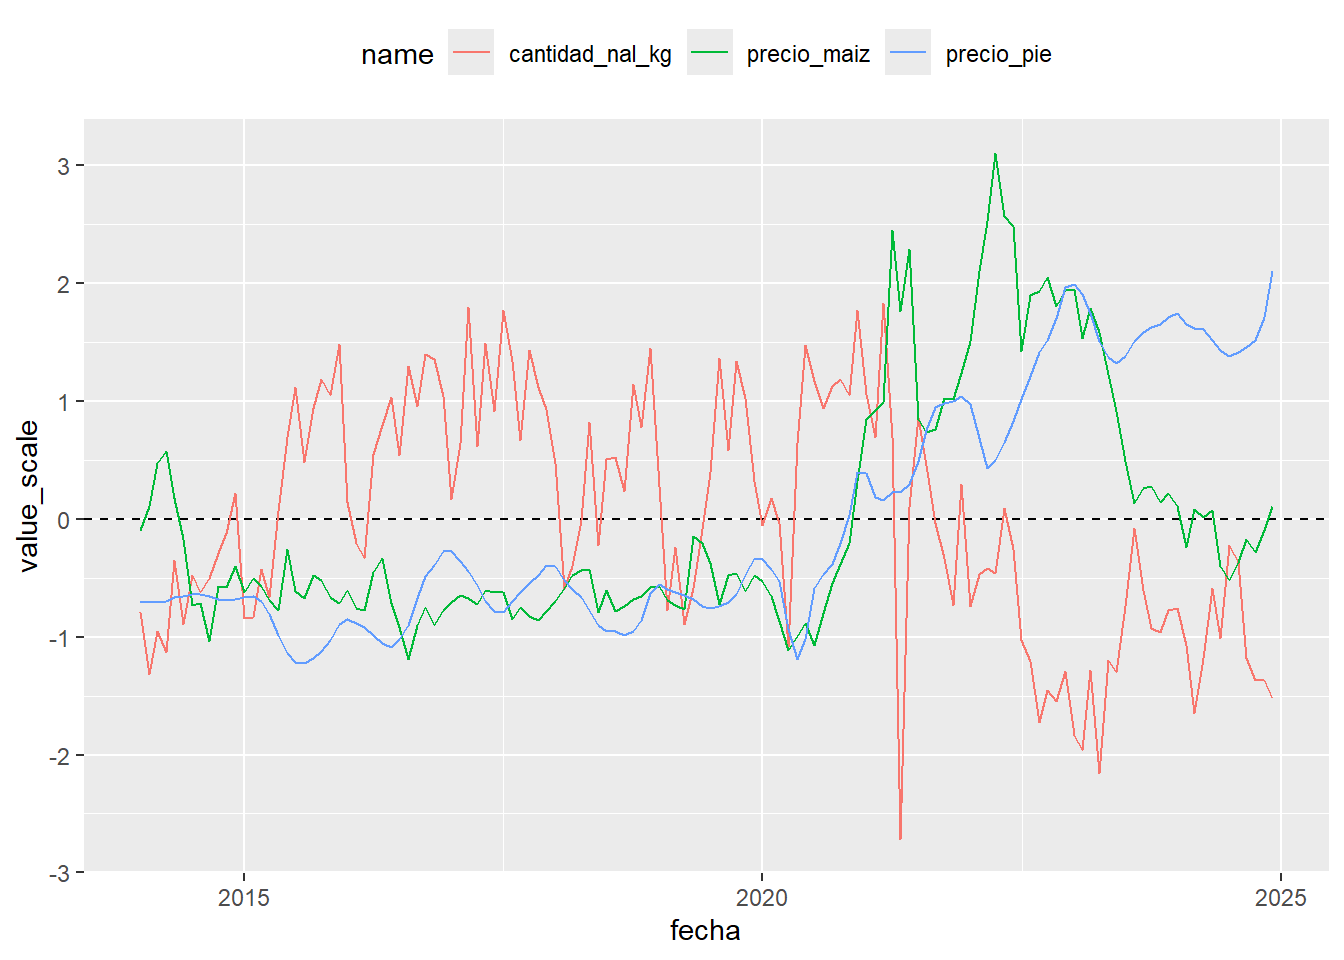 name cantidad_nal_kg precio_maiz precio_pie
3
2
1
0
-1
-2
-3
value_scale
2015 2020 2025
fecha